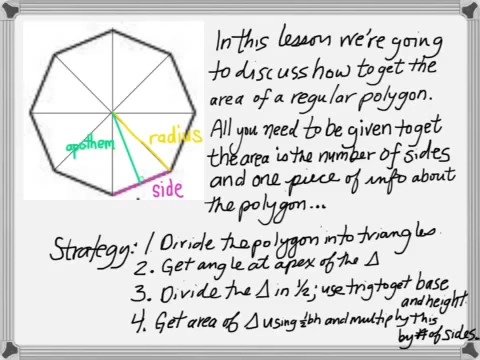 In this lesson we're going
to discuss how to get the
area of a regular polygon.
All you need to be given to get
the area is the number of sides
and one piece of info about
the polygon...
apothem
radius
side
Strategy: 1 Divide the polygon into triangles
2. Get angle at apex of the Δ
3. Divide the Δ in 1/2; use trig to get base
and height
4. Get area of Δ using 1/2bh and multiply this
by # of sides.